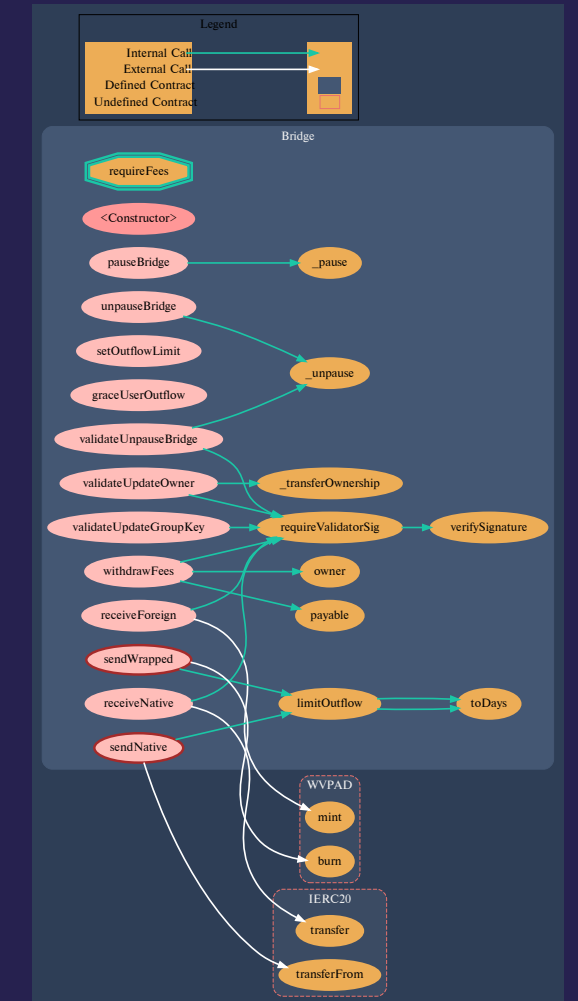 Legend
Internal Call
External Call
Defined Contract
Undefined Contract
Bridge
requireFees
<Constructor>
pauseBridge
_pause
unpauseBridge
setOutflowLimit
_unpause
graceUserOutflow
validateUnpauseBridge
validateUpdateOwner
_transferOwnership
validateUpdateGroupKey
requireValidatorSig
verifySignature
withdrawFees
owner
receiveForeign
payable
sendWrapped
receiveNative
limitOutflow
toDays
sendNative
WVPAD
mint
burn
IERC20
transfer
transferFrom